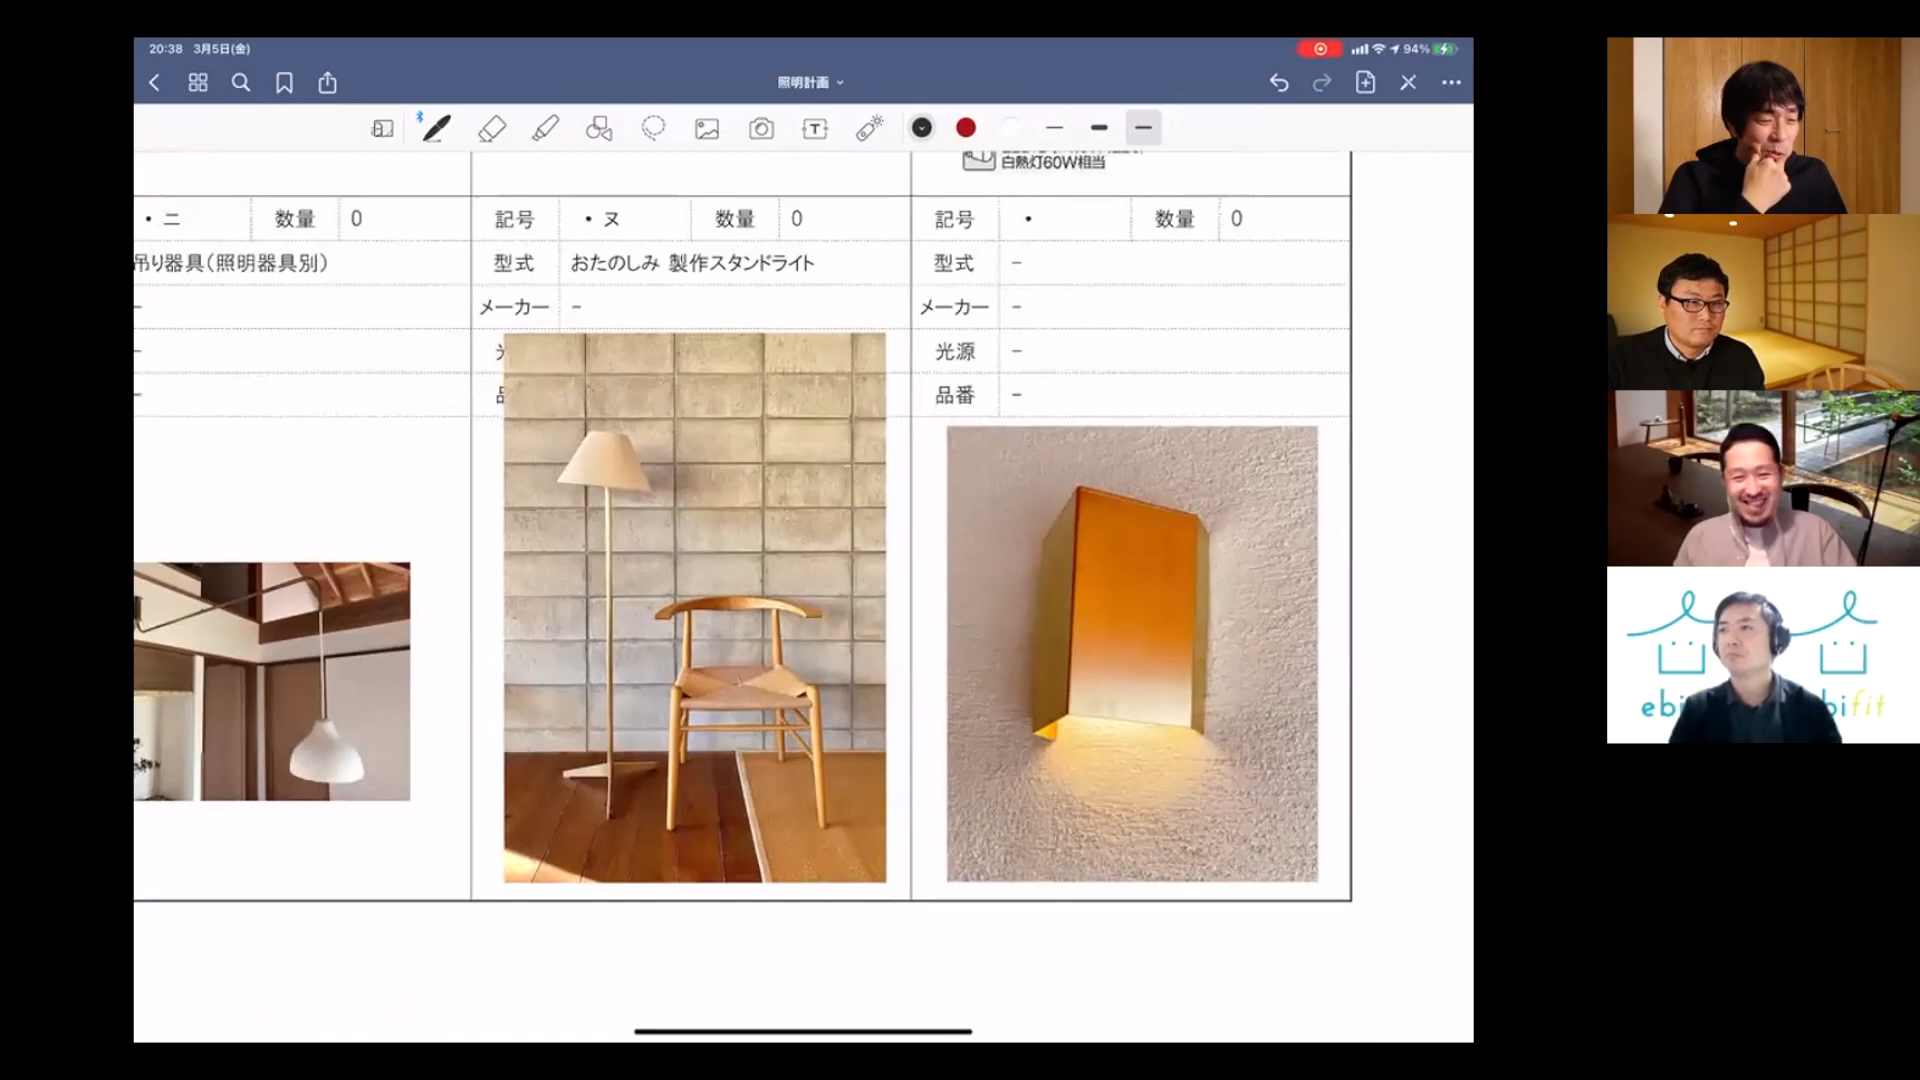 20:38 3月5日(金)
94%
照明計画
白熱灯60W相当
・ニ 数量 0
記号 ・ヌ 数量 0
記号 ・ 数量 0
吊り器具(照明器具別)
型式 おたのしみ 製作スタンドライト
型式 −
−
メーカー −
メーカー −
−
光源 −
−
品番 −
ebi
bifit